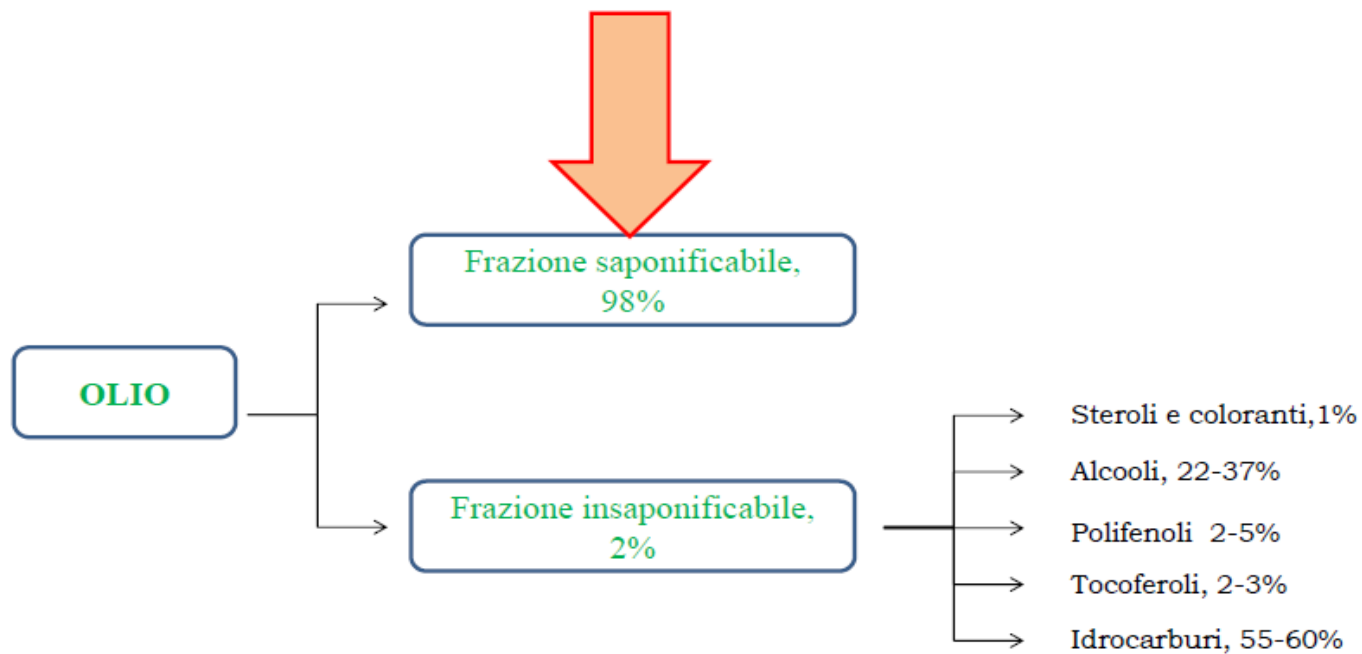 Frazione saponificabile,
98%
OLIO
Frazione insaponificabile,
2%
Steroli e coloranti,1%
Alcooli, 22-37%
Polifenoli  2-5%
Tocoferoli, 2-3%
Idrocarburi, 55-60%